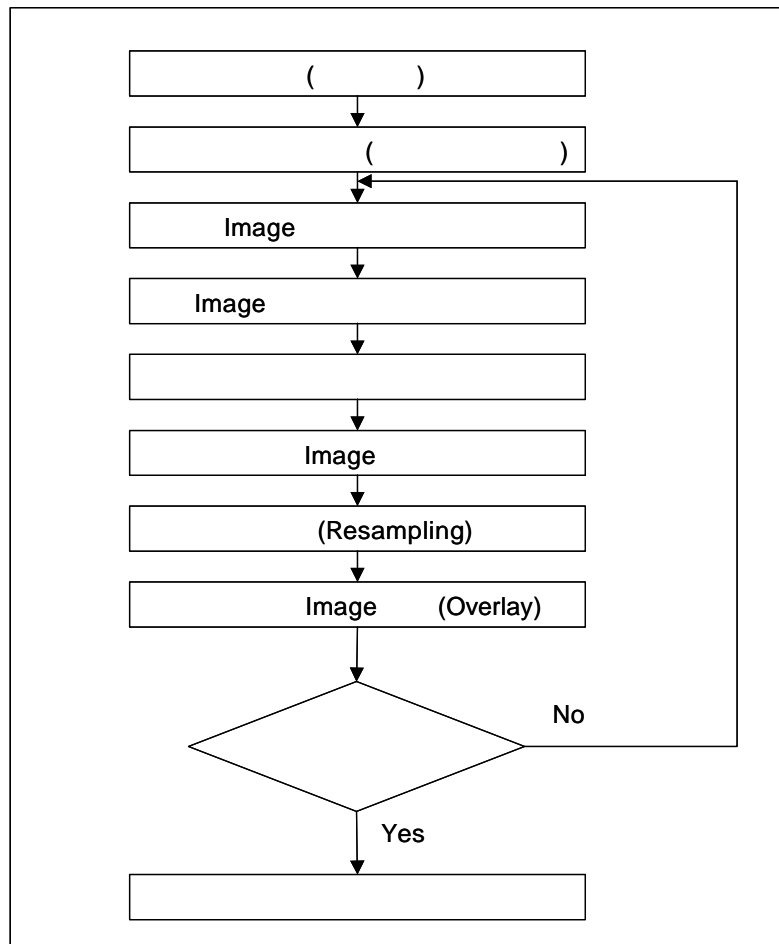 ( )
( )
Image
Image
Image
(Resampling)
Image (Overlay)
No
Yes